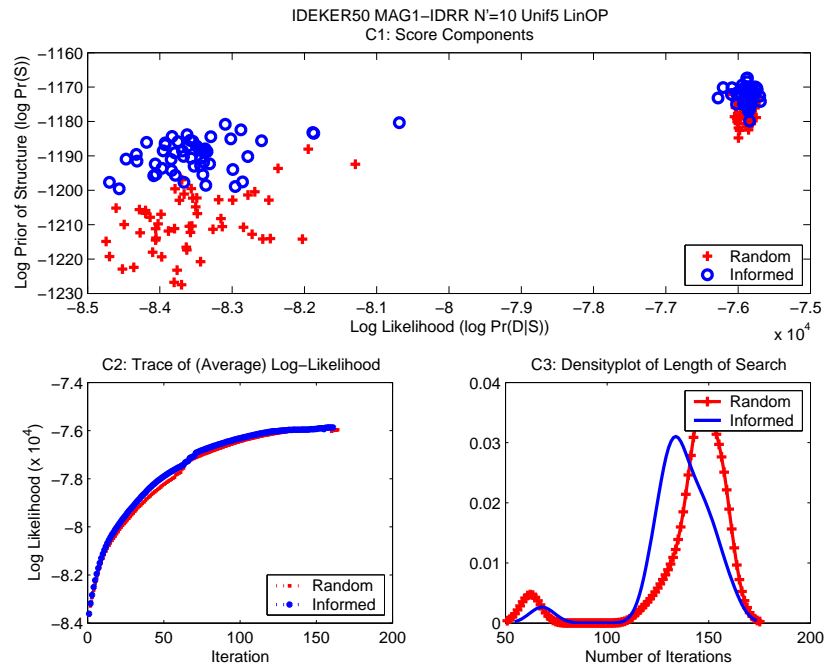 IDEKER50 MAG1−IDRR N'=10 Unif5 LinOP
C1: Score Components
Log Prior of Structure (log Pr(S))
−1160
−1170
−1180
−1190
−1200
−1210
−1220
−1230
−8.5 −8.4 −8.3 −8.2 −8.1 −8 −7.9 −7.8 −7.7 −7.6 −7.5
Log Likelihood (log Pr(D|S))
x 10^4
Random
Informed
C2: Trace of (Average) Log−Likelihood
Log Likelihood (x 10^4)
−7.4
−7.6
−7.8
−8
−8.2
−8.4
0 50 100 150 200
Iteration
Random
Informed
C3: Densityplot of Length of Search
0.04
0.03
0.02
0.01
0
50 100 150 200
Number of Iterations
Random
Informed